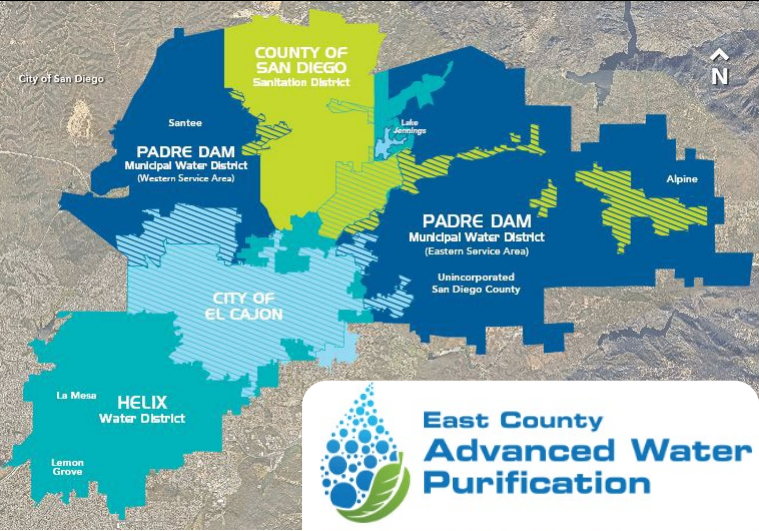 COUNTY OF
SAN DIEGO
Sanitation District
City of San Diego
N
Santee
Lake
Jennings
PADRE DAM
Municipal Water District
(Western Service Area)
Alpine
PADRE DAM
Municipal Water District
(Eastern Service Area)
Unincorporated
San Diego County
CITY OF
EL CAJON
La Mesa
HELIX
Water District
Lemon
Grove
East County
Advanced Water
Purification